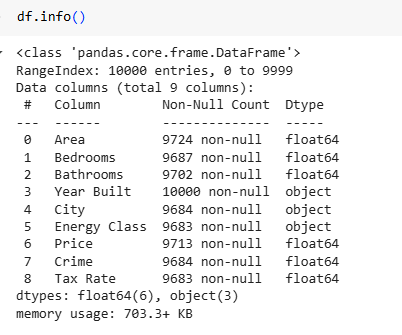 df.info()
<class 'pandas.core.frame.DataFrame'>
RangeIndex: 10000 entries, 0 to 9999
Data columns (total 9 columns):
 #   Column        Non-Null Count  Dtype
---  ------        --------------  -----
 0   Area          9724 non-null   float64
 1   Bedrooms      9687 non-null   float64
 2   Bathrooms     9702 non-null   float64
 3   Year Built    10000 non-null  object
 4   City          9684 non-null   object
 5   Energy Class  9683 non-null   object
 6   Price         9713 non-null   float64
 7   Crime         9684 non-null   float64
 8   Tax Rate      9683 non-null   float64
dtypes: float64(6), object(3)
memory usage: 703.3+ KB